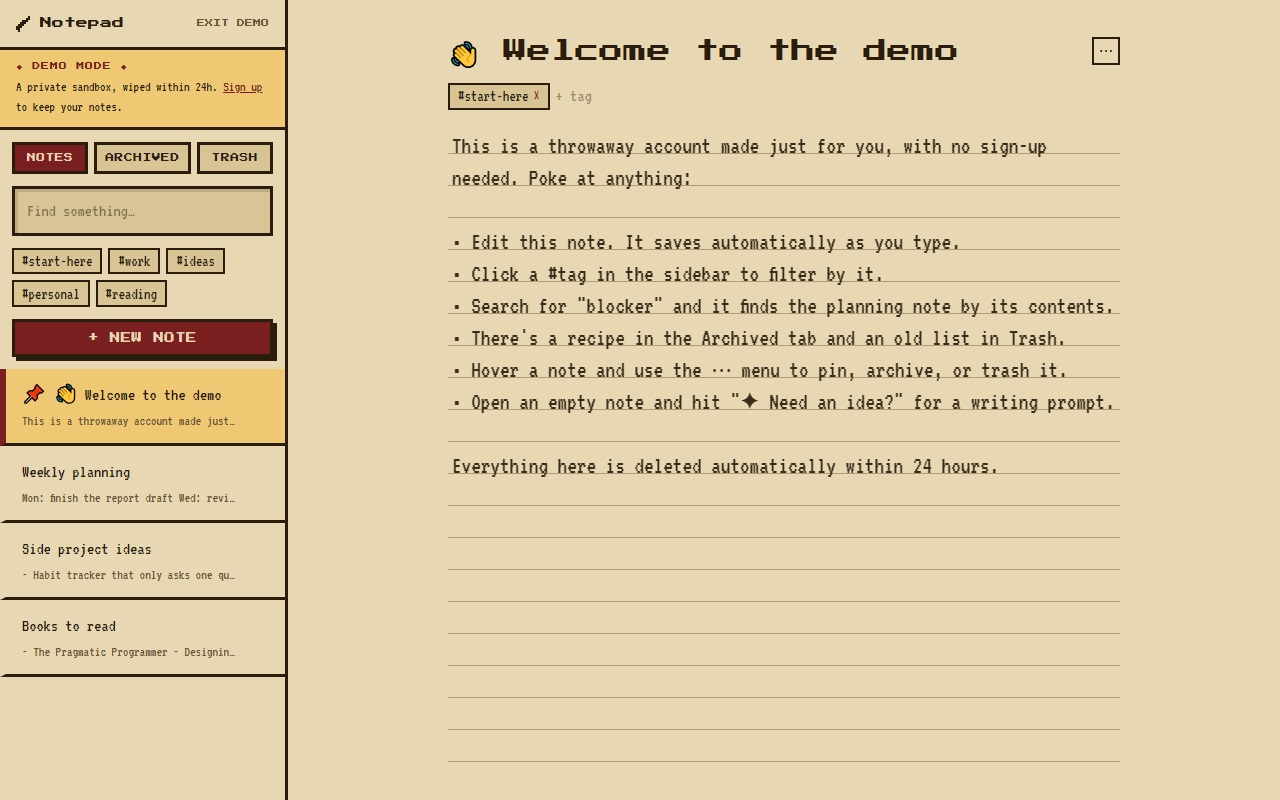 Notepad
EXIT DEMO
⬥ DEMO MODE ⬥
A private sandbox, wiped within 24h. Sign up
to keep your notes.
NOTES
ARCHIVED
TRASH
Find something…
#start-here
#work
#ideas
#personal
#reading
+ NEW NOTE
📌 👋 Welcome to the demo
This is a throwaway account made just…
Weekly planning
Mon: finish the report draft Wed: revi…
Side project ideas
- Habit tracker that only asks one qu…
Books to read
- The Pragmatic Programmer - Designin…
👋 Welcome to the demo
⋯
#start-here x
+ tag
This is a throwaway account made just for you, with no sign-up
needed. Poke at anything:
• Edit this note. It saves automatically as you type.
• Click a #tag in the sidebar to filter by it.
• Search for "blocker" and it finds the planning note by its contents.
• There's a recipe in the Archived tab and an old list in Trash.
• Hover a note and use the ⋯ menu to pin, archive, or trash it.
• Open an empty note and hit "✦ Need an idea?" for a writing prompt.
Everything here is deleted automatically within 24 hours.